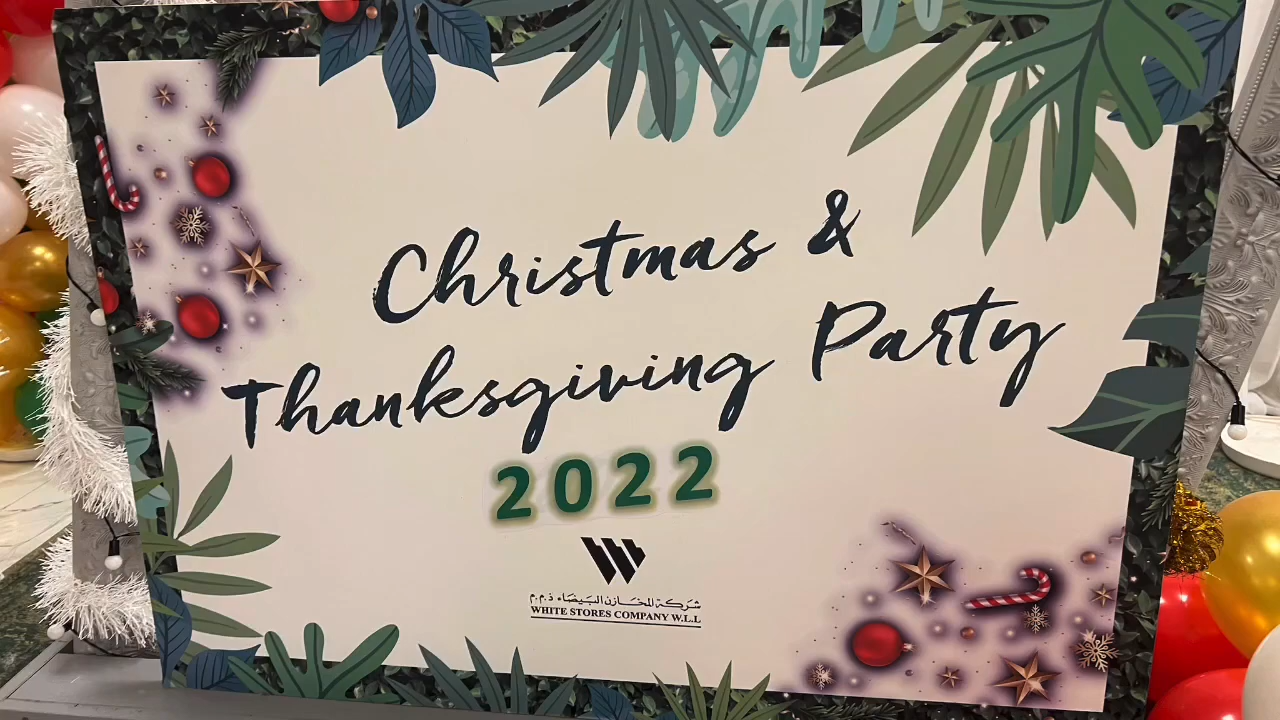 Christmas &
Thanksgiving Party
2022
شركة المخازن البيضاء ذ.م.م
WHITE STORES COMPANY W.L.L